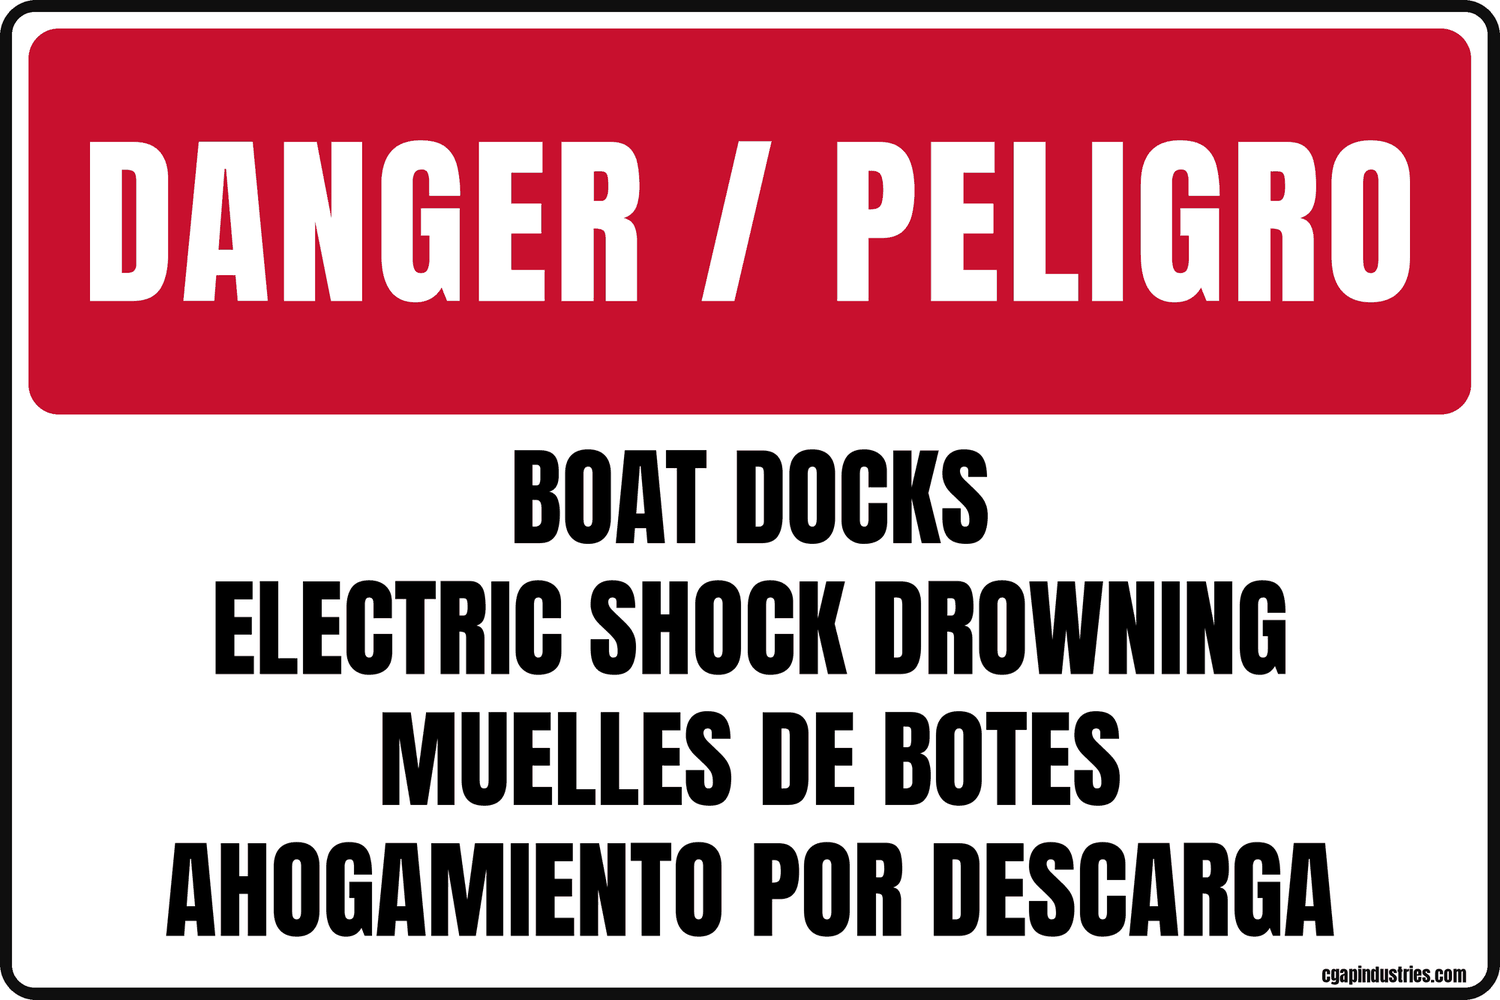 DANGER / PELIGRO
BOAT DOCKS
ELECTRIC SHOCK DROWNING
MUELLES DE BOTES
AHOGAMIENTO POR DESCARGA
cgapindustries.com